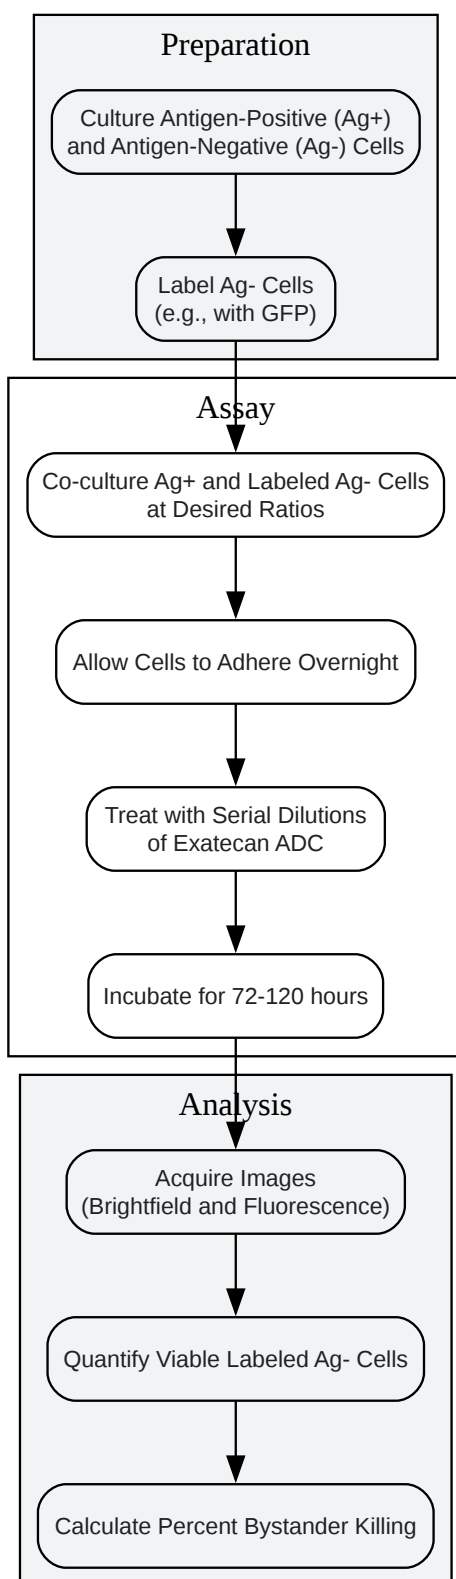 Preparation
Culture Antigen-Positive (Ag+)
and Antigen-Negative (Ag-) Cells
Label Ag- Cells
(e.g., with GFP)
Assay
Co-culture Ag+ and Labeled Ag- Cells
at Desired Ratios
Allow Cells to Adhere Overnight
Treat with Serial Dilutions
of Exatecan ADC
Incubate for 72-120 hours
Analysis
Acquire Images
(Brightfield and Fluorescence)
Quantify Viable Labeled Ag- Cells
Calculate Percent Bystander Killing